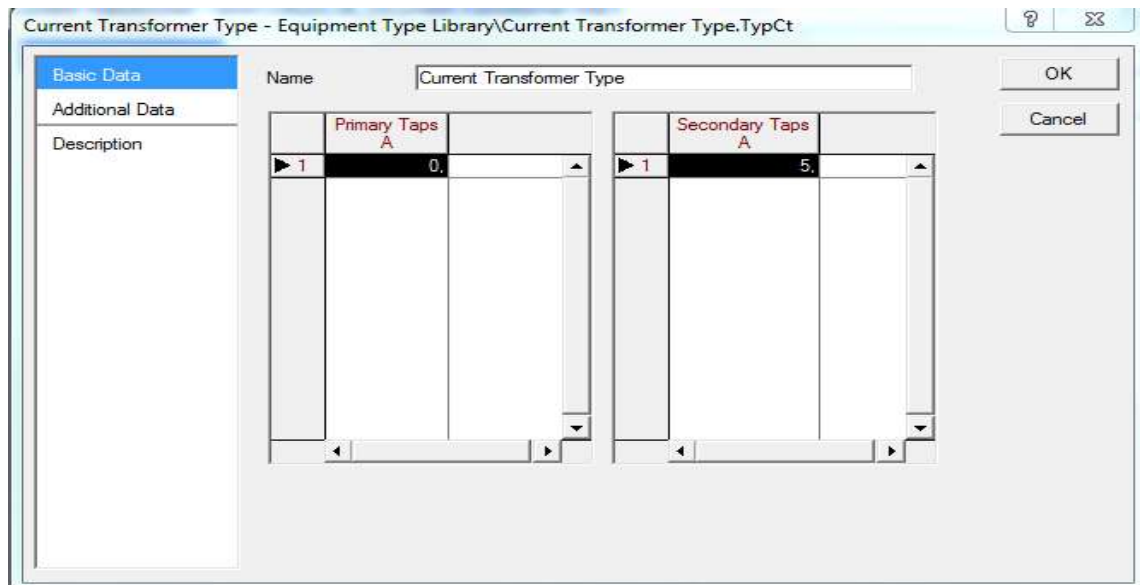 Current Transformer Type - Equipment Type Library\Current Transformer Type.TypCt
Basic Data
Additional Data
Description
Name
Current Transformer Type
OK
Cancel
Primary Taps
A
1
0,
Secondary Taps
A
1
5,